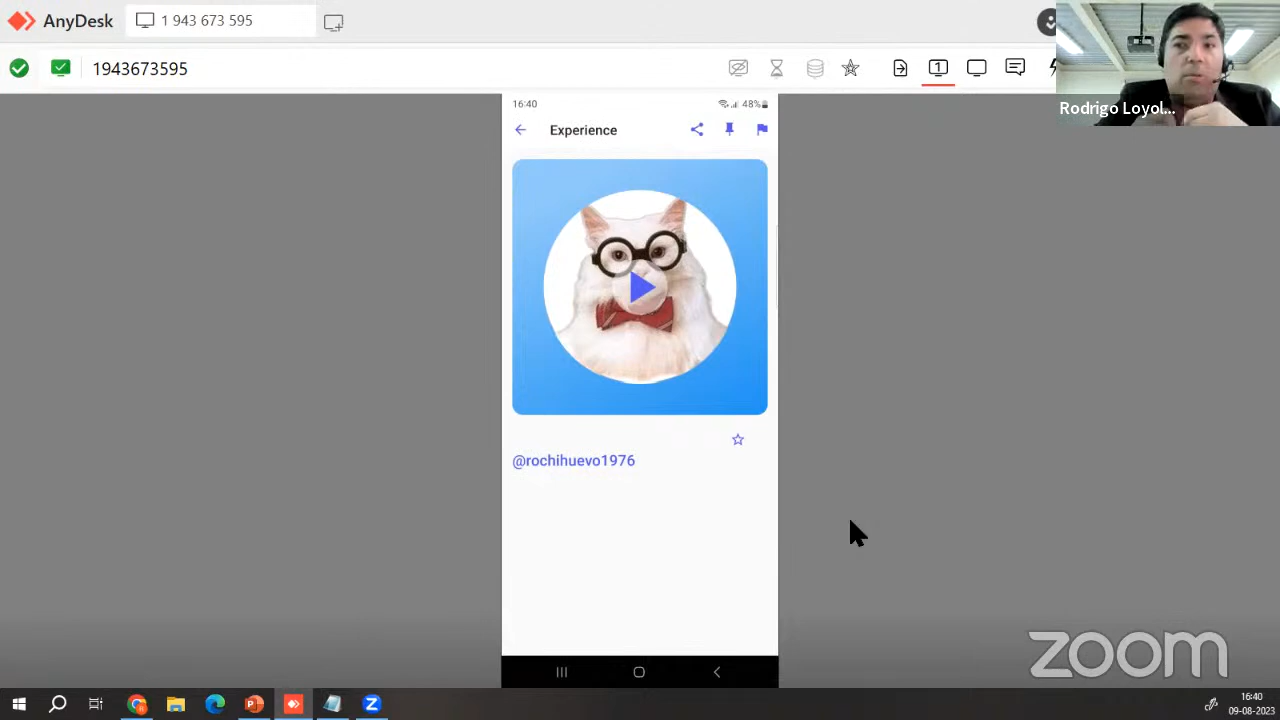 AnyDesk
1 943 673 595
1943673595
1
Rodrigo Loyol...
16:40
48%
Experience
@rochihuevo1976
zoom
16:40
09-08-2023